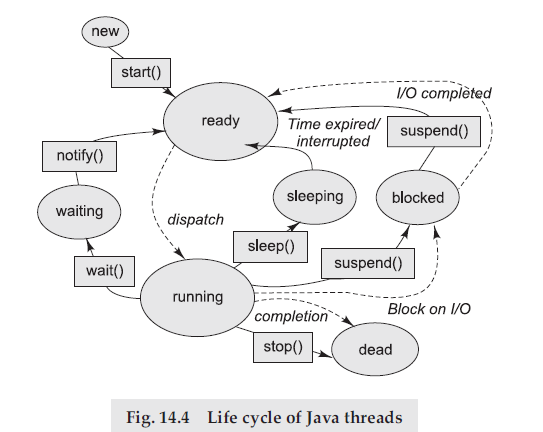 new
start()
I/O completed
ready
Time expired/
interrupted
suspend()
notify()
waiting
sleeping
blocked
dispatch
sleep()
suspend()
wait()
running
Block on I/O
completion
stop()
dead
Fig. 14.4 Life cycle of Java threads